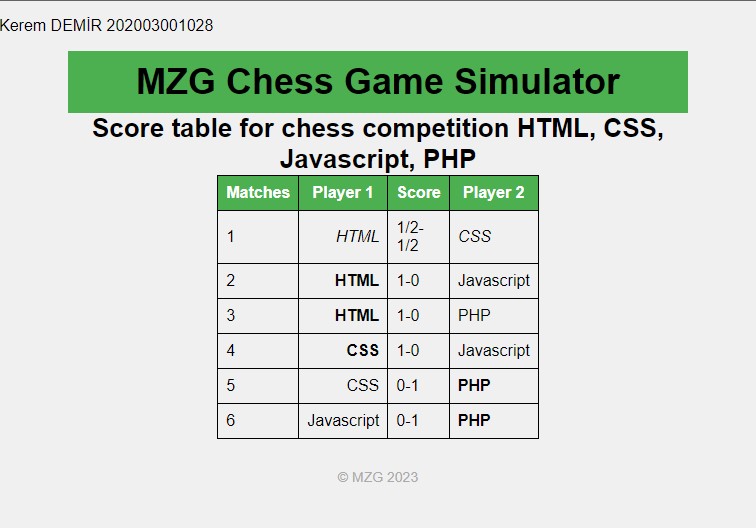 Kerem DEMİR 202003001028
MZG Chess Game Simulator
Score table for chess competition HTML, CSS,
Javascript, PHP
Matches Player 1 Score Player 2
1 HTML 1/2-
1/2 CSS
2 HTML 1-0 Javascript
3 HTML 1-0 PHP
4 CSS 1-0 Javascript
5 CSS 0-1 PHP
6 Javascript 0-1 PHP
© MZG 2023